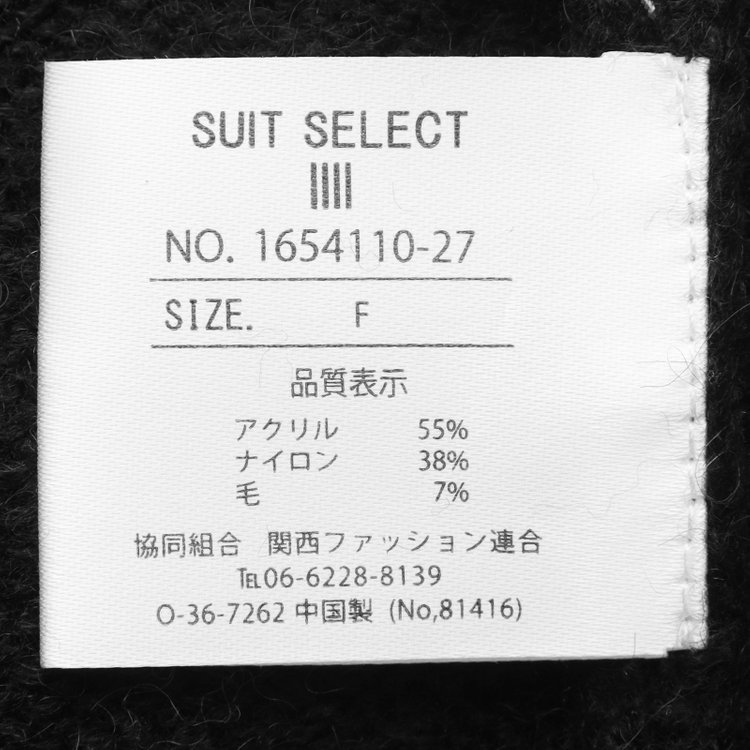 SUIT SELECT
NO. 1654110-27
SIZE. F
品質表示
アクリル 55%
ナイロン 38%
毛 7%
協同組合 関西ファッション連合
℡06-6228-8139
O-36-7262 中国製 (No,81416)